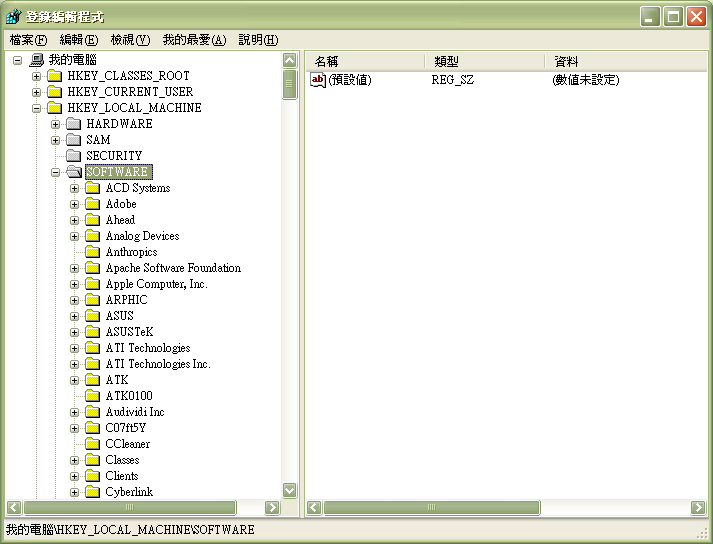 登錄編輯程式
檔案(F) 編輯(E) 檢視(V) 我的最愛(A) 說明(H)
我的電腦
HKEY_CLASSES_ROOT
HKEY_CURRENT_USER
HKEY_LOCAL_MACHINE
HARDWARE
SAM
SECURITY
SOFTWARE
ACD Systems
Adobe
Ahead
Analog Devices
Anthropics
Apache Software Foundation
Apple Computer, Inc.
ARPHIC
ASUS
ASUSTeK
ATI Technologies
ATI Technologies Inc.
ATK
ATK0100
Audividi Inc
C07ft5Y
CCleaner
Classes
Clients
Cyberlink
名稱 類型 資料
ab (預設值) REG_SZ (數值未設定)
我的電腦\HKEY_LOCAL_MACHINE\SOFTWARE